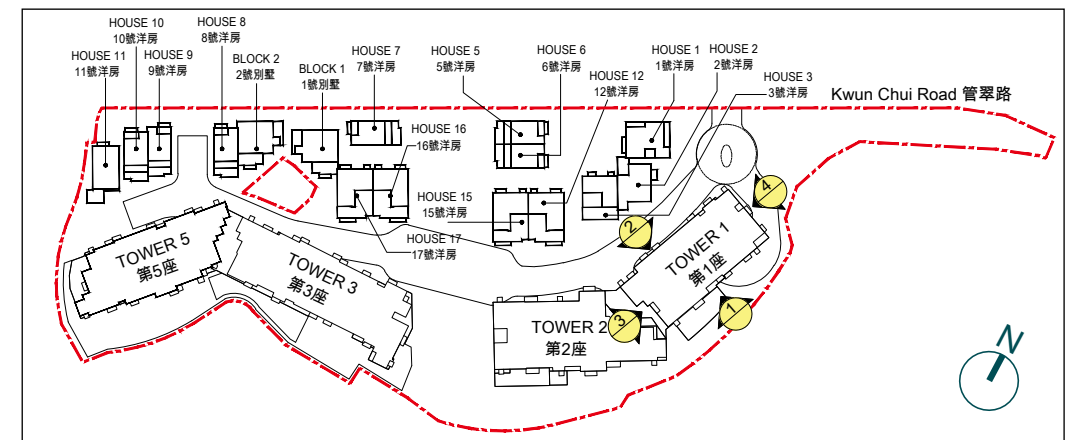 HOUSE 10
10號洋房
HOUSE 8
8號洋房
HOUSE 11
11號洋房
HOUSE 9
9號洋房
BLOCK 2
2號別墅
BLOCK 1
1號別墅
HOUSE 7
7號洋房
HOUSE 5
5號洋房
HOUSE 6
6號洋房
HOUSE 12
12號洋房
HOUSE 1
1號洋房
HOUSE 2
2號洋房
HOUSE 3
3號洋房
Kwun Chui Road 管翠路
HOUSE 16
16號洋房
HOUSE 15
15號洋房
HOUSE 17
17號洋房
TOWER 5
第5座
TOWER 3
第3座
TOWER 2
第2座
TOWER 1
第1座
4
2
1
3
N